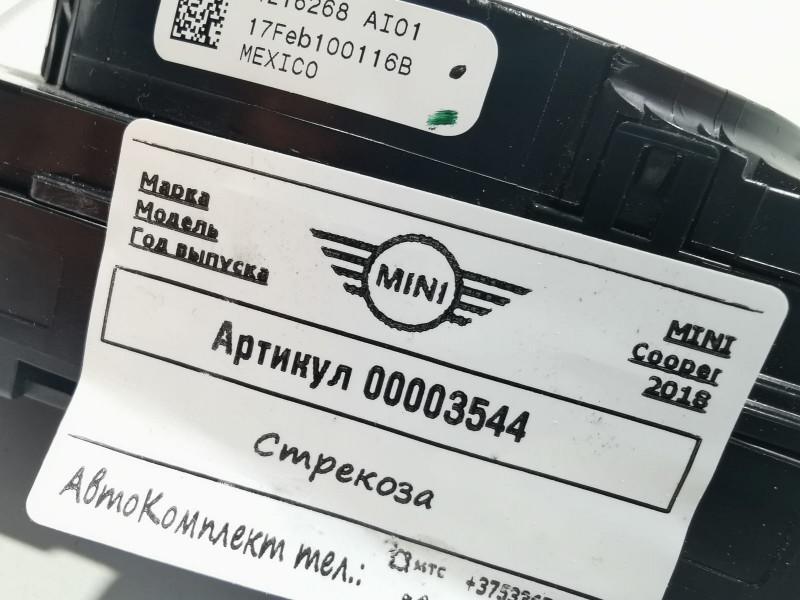 AI01
17Feb100116B
MEXICO
Марка
Модель
Год выпуска
MINI
MINI
Cooper
2018
Артикул 00003544
Стрекоза
АвтоКомплект тел.:
мтс